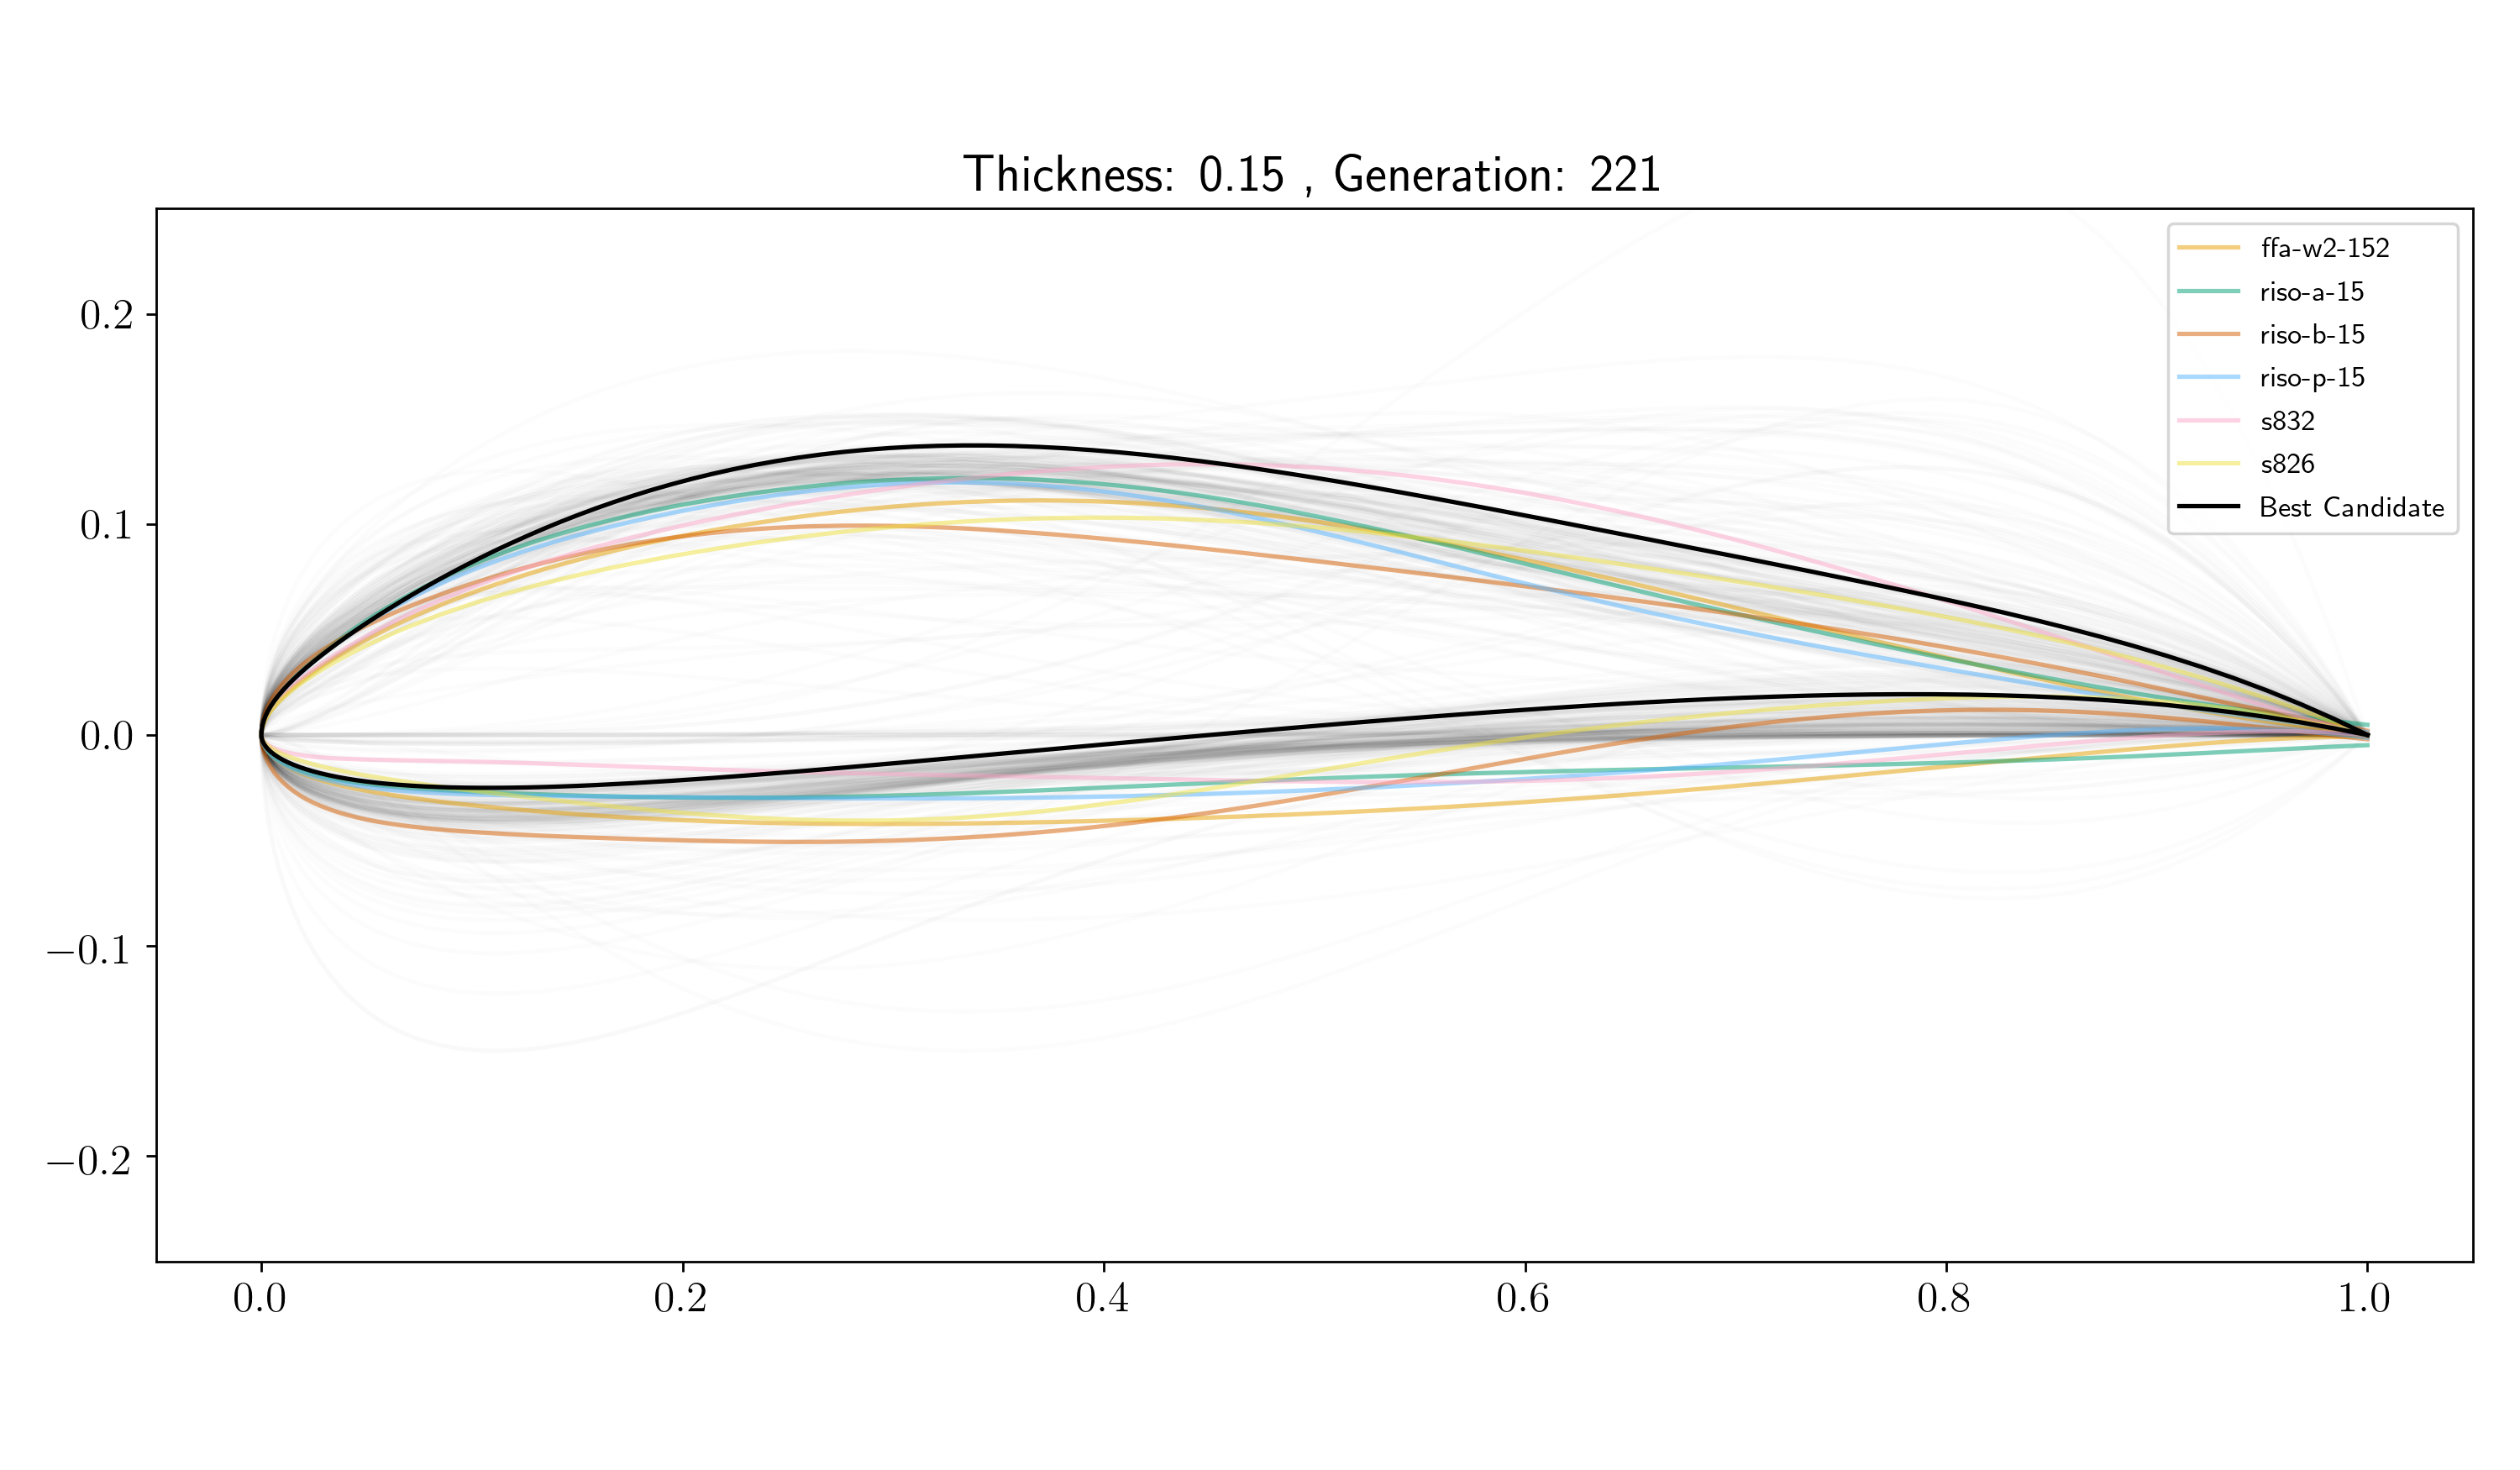 Thickness: 0.15 , Generation: 221
ffa-w2-152
riso-a-15
riso-b-15
riso-p-15
s832
s826
Best Candidate
0.2
0.1
0.0
−0.1
−0.2
0.0 0.2 0.4 0.6 0.8 1.0